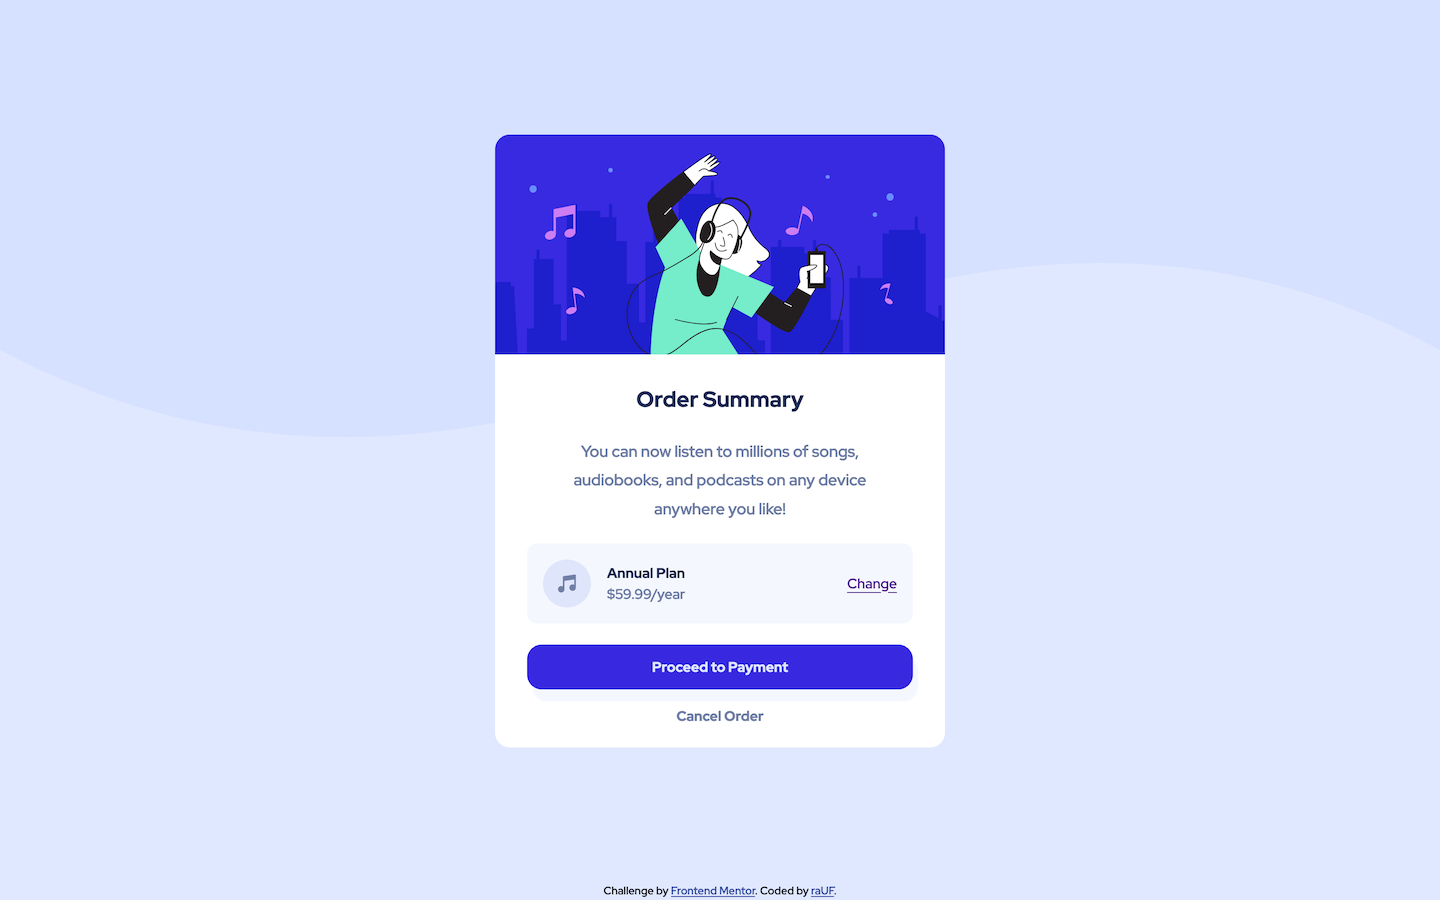 Order Summary
You can now listen to millions of songs,
audiobooks, and podcasts on any device
anywhere you like!
Annual Plan
$59.99/year
Change
Proceed to Payment
Cancel Order
Challenge by Frontend Mentor. Coded by raUF.